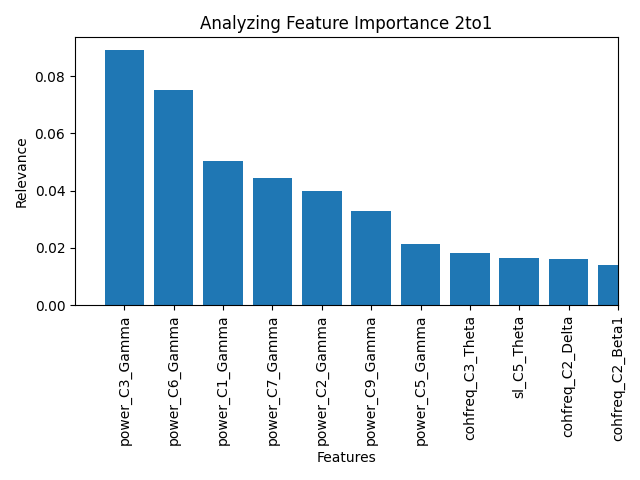 Analyzing Feature Importance 2to1
Relevance
0.08
0.06
0.04
0.02
0.00
power_C3_Gamma
power_C6_Gamma
power_C1_Gamma
power_C7_Gamma
power_C2_Gamma
power_C9_Gamma
power_C5_Gamma
cohfreq_C3_Theta
sl_C5_Theta
cohfreq_C2_Delta
cohfreq_C2_Beta1
Features